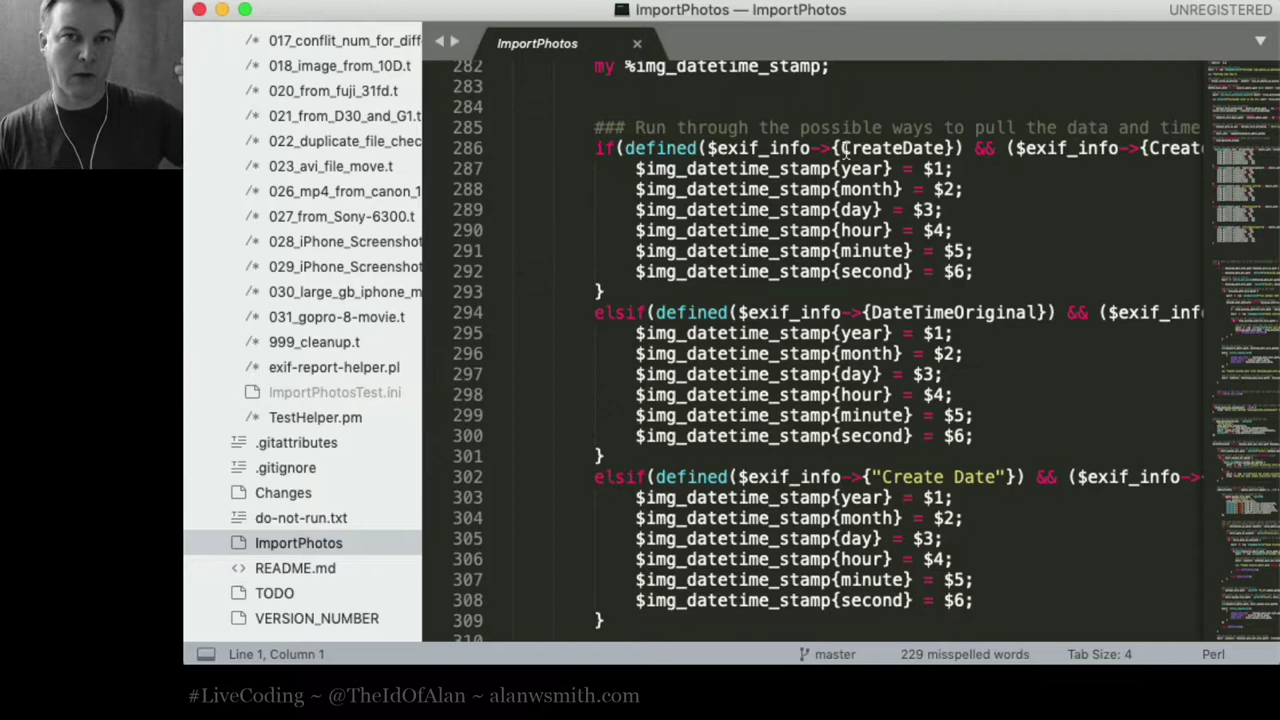 ImportPhotos — ImportPhotos
UNREGISTERED
/* 017_conflit_num_for_diff
/* 018_image_from_10D.t
/* 020_from_fuji_31fd.t
/* 021_from_D30_and_G1.t
/* 022_duplicate_file_chec
/* 023_avi_file_move.t
/* 026_mp4_from_canon_1
/* 027_from_Sony-6300.t
/* 028_iPhone_Screenshot
/* 029_iPhone_Screenshot
/* 030_large_gb_iphone_m
/* 031_gopro-8-movie.t
/* 999_cleanup.t
/* exif-report-helper.pl
ImportPhotosTest.ini
/* TestHelper.pm
.gitattributes
.gitignore
Changes
do-not-run.txt
ImportPhotos
<> README.md
TODO
VERSION_NUMBER
ImportPhotos
282 my %img_datetime_stamp;
283
284
285 ### Run through the possible ways to pull the data and time
286 if(defined($exif_info->{CreateDate}) && ($exif_info->{Creat
287 $img_datetime_stamp{year} = $1;
288 $img_datetime_stamp{month} = $2;
289 $img_datetime_stamp{day} = $3;
290 $img_datetime_stamp{hour} = $4;
291 $img_datetime_stamp{minute} = $5;
292 $img_datetime_stamp{second} = $6;
293 }
294 elsif(defined($exif_info->{DateTimeOriginal}) && ($exif_inf
295 $img_datetime_stamp{year} = $1;
296 $img_datetime_stamp{month} = $2;
297 $img_datetime_stamp{day} = $3;
298 $img_datetime_stamp{hour} = $4;
299 $img_datetime_stamp{minute} = $5;
300 $img_datetime_stamp{second} = $6;
301 }
302 elsif(defined($exif_info->{"Create Date"}) && ($exif_info->
303 $img_datetime_stamp{year} = $1;
304 $img_datetime_stamp{month} = $2;
305 $img_datetime_stamp{day} = $3;
306 $img_datetime_stamp{hour} = $4;
307 $img_datetime_stamp{minute} = $5;
308 $img_datetime_stamp{second} = $6;
309 }
310
Line 1, Column 1
master
229 misspelled words
Tab Size: 4
Perl
#LiveCoding ~ @TheIdOfAlan ~ alanwsmith.com